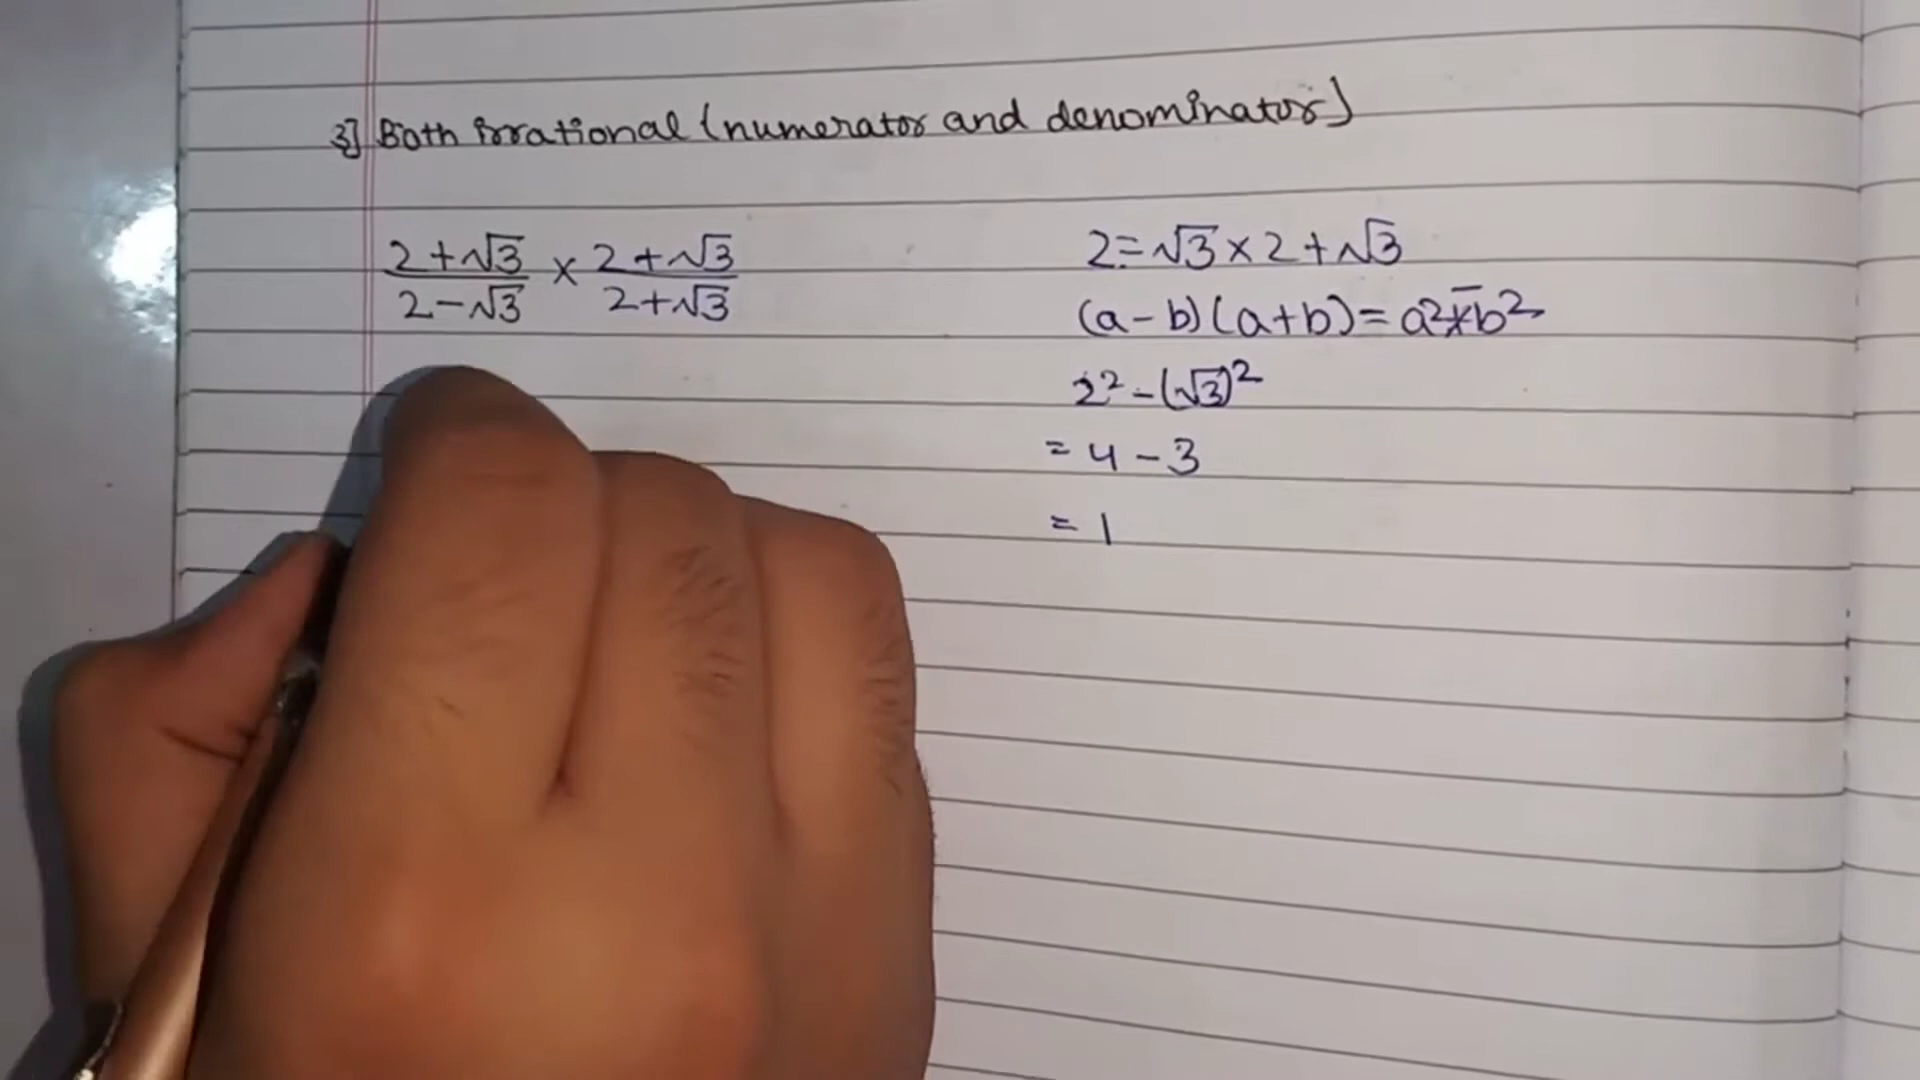 3] Both irrational (numerator and denominator)
2+√3/2-√3 × 2+√3/2+√3
2-√3×2+√3
(a-b)(a+b)=a²-b²
2²-(√3)²
= 4-3
= 1